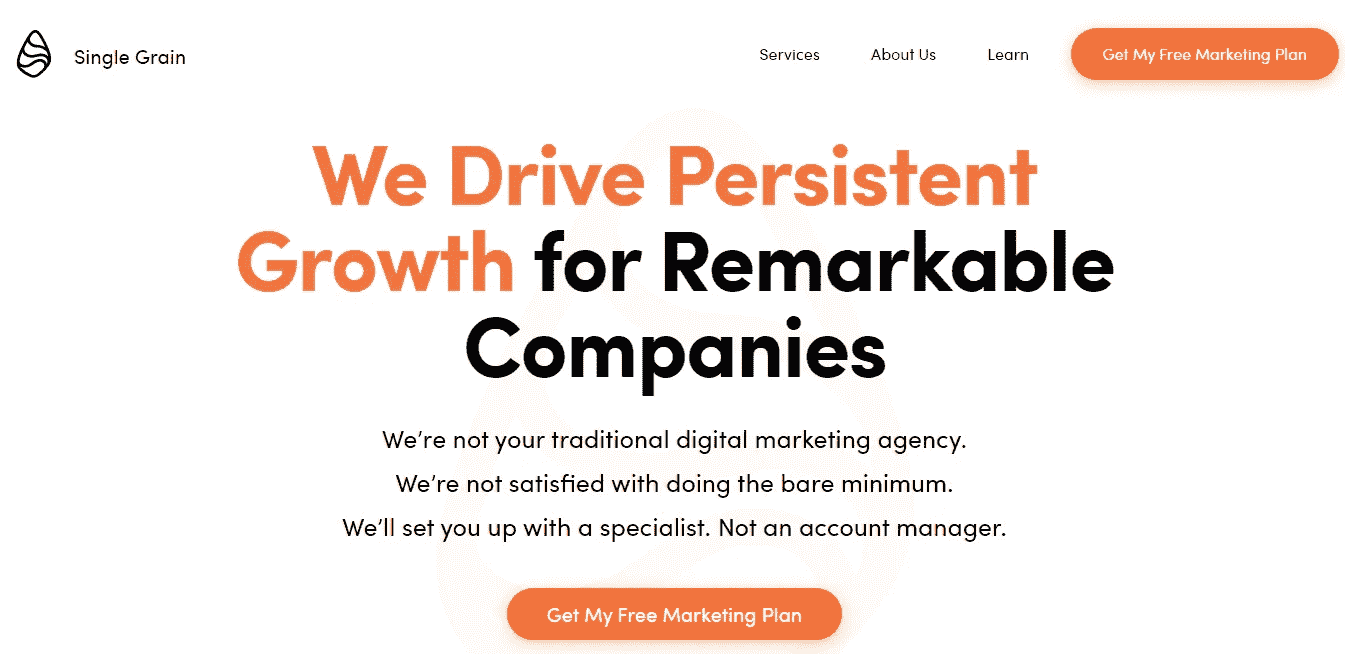 Single Grain
Services
About Us
Learn
Get My Free Marketing Plan
We Drive Persistent
Growth for Remarkable
Companies
We’re not your traditional digital marketing agency.
We’re not satisfied with doing the bare minimum.
We’ll set you up with a specialist. Not an account manager.
Get My Free Marketing Plan